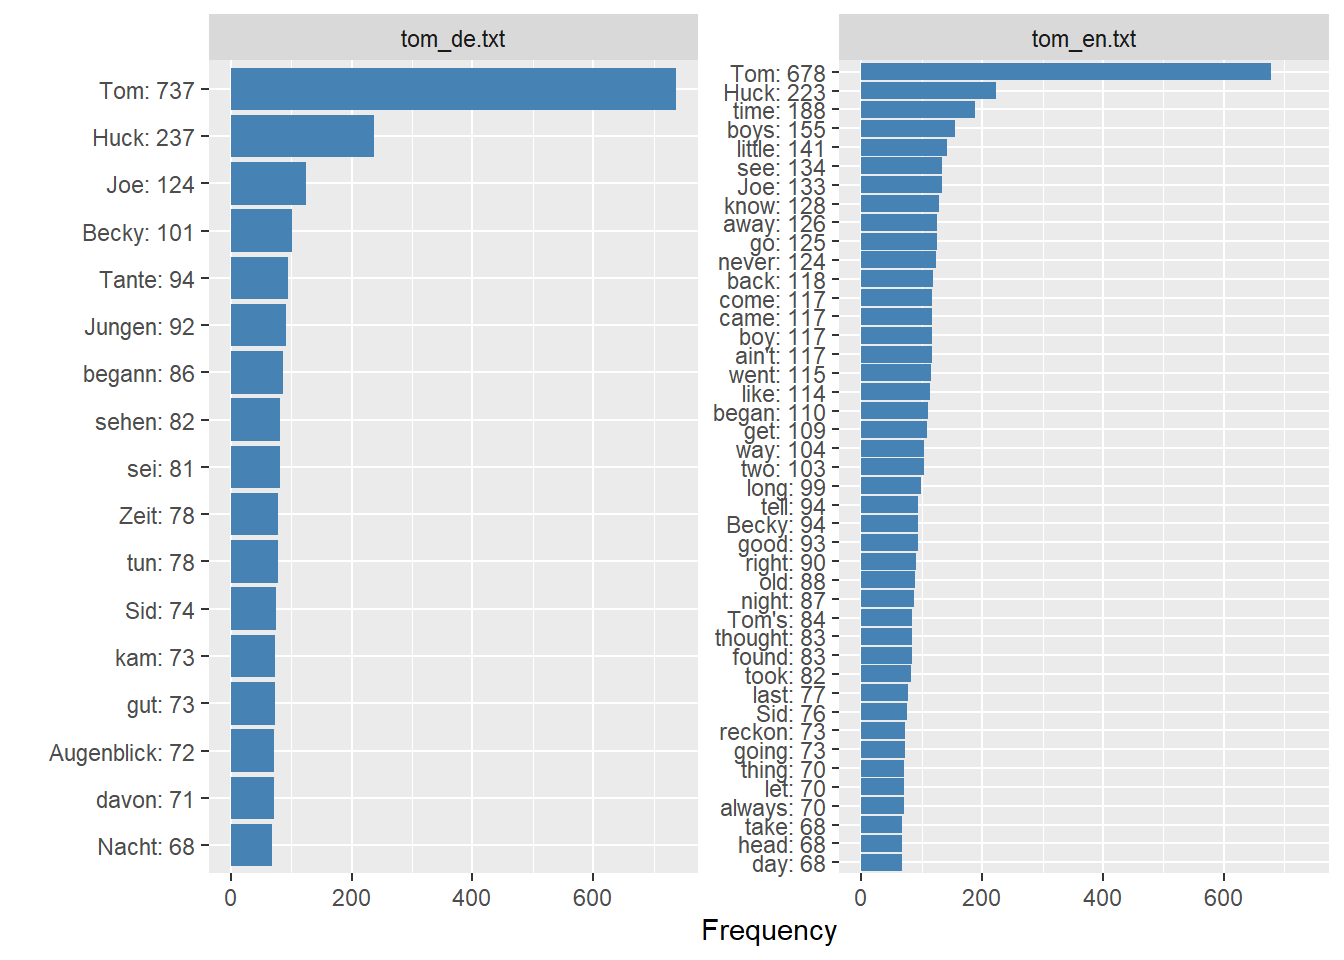 tom_de.txt
Tom: 737
Huck: 237
Joe: 124
Becky: 101
Tante: 94
Jungen: 92
begann: 86
sehen: 82
sei: 81
Zeit: 78
tun: 78
Sid: 74
kam: 73
gut: 73
Augenblick: 72
davon: 71
Nacht: 68
0 200 400 600
tom_en.txt
Tom: 678
Huck: 223
time: 188
boys: 155
little: 141
see: 134
Joe: 133
know: 128
away: 126
go: 125
never: 124
back: 118
come: 117
came: 117
boy: 117
ain't: 117
went: 115
like: 114
began: 110
get: 109
way: 104
two: 103
long: 99
tell: 94
Becky: 94
good: 93
right: 90
old: 88
night: 87
Tom's: 84
thought: 83
found: 83
took: 82
last: 77
Sid: 76
reckon: 73
going: 73
thing: 70
let: 70
always: 70
take: 68
head: 68
day: 68
0 200 400 600
Frequency